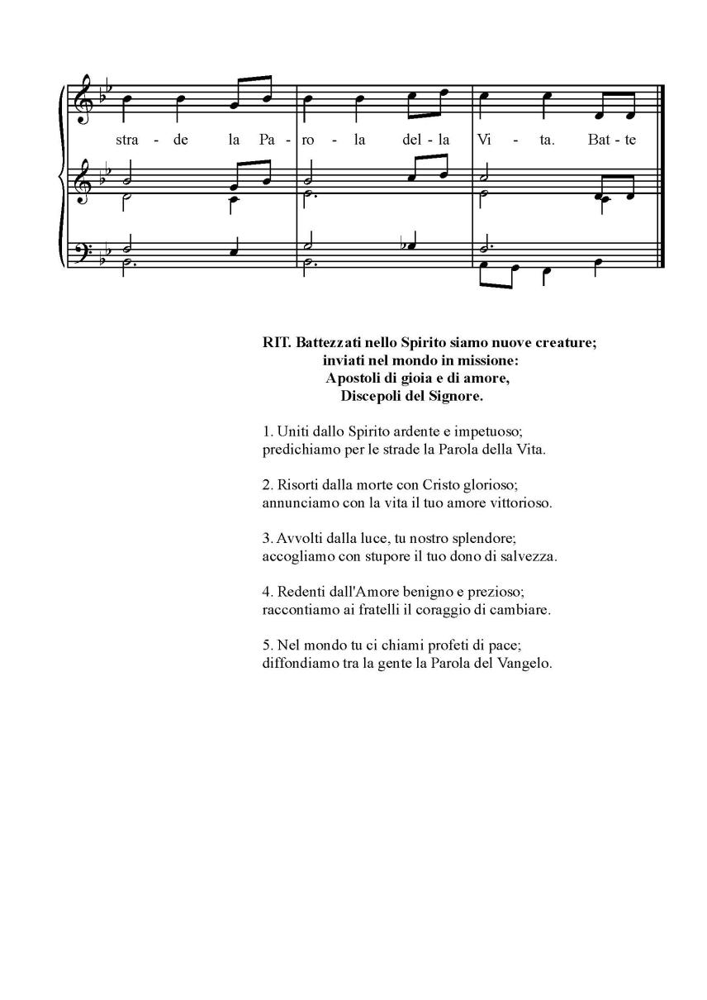 stra - de la Pa - ro - la del - la Vi - ta. Bat - te
RIT. Battezzati nello Spirito siamo nuove creature;
inviati nel mondo in missione:
Apostoli di gioia e di amore,
Discepoli del Signore.
1. Uniti dallo Spirito ardente e impetuoso;
predichiamo per le strade la Parola della Vita.
2. Risorti dalla morte con Cristo glorioso;
annunciamo con la vita il tuo amore vittorioso.
3. Avvolti dalla luce, tu nostro splendore;
accogliamo con stupore il tuo dono di salvezza.
4. Redenti dall'Amore benigno e prezioso;
raccontiamo ai fratelli il coraggio di cambiare.
5. Nel mondo tu ci chiami profeti di pace;
diffondiamo tra la gente la Parola del Vangelo.